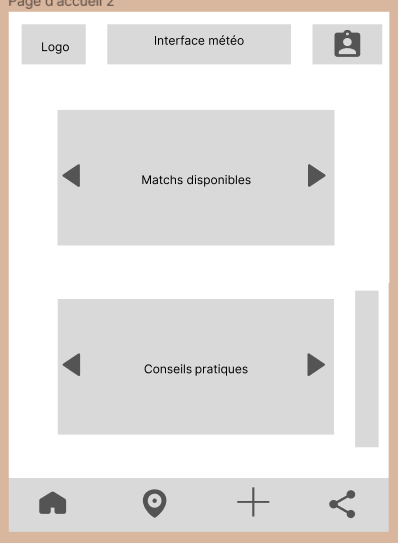 Page d'accueil 2
Logo
Interface météo
Matchs disponibles
Conseils pratiques